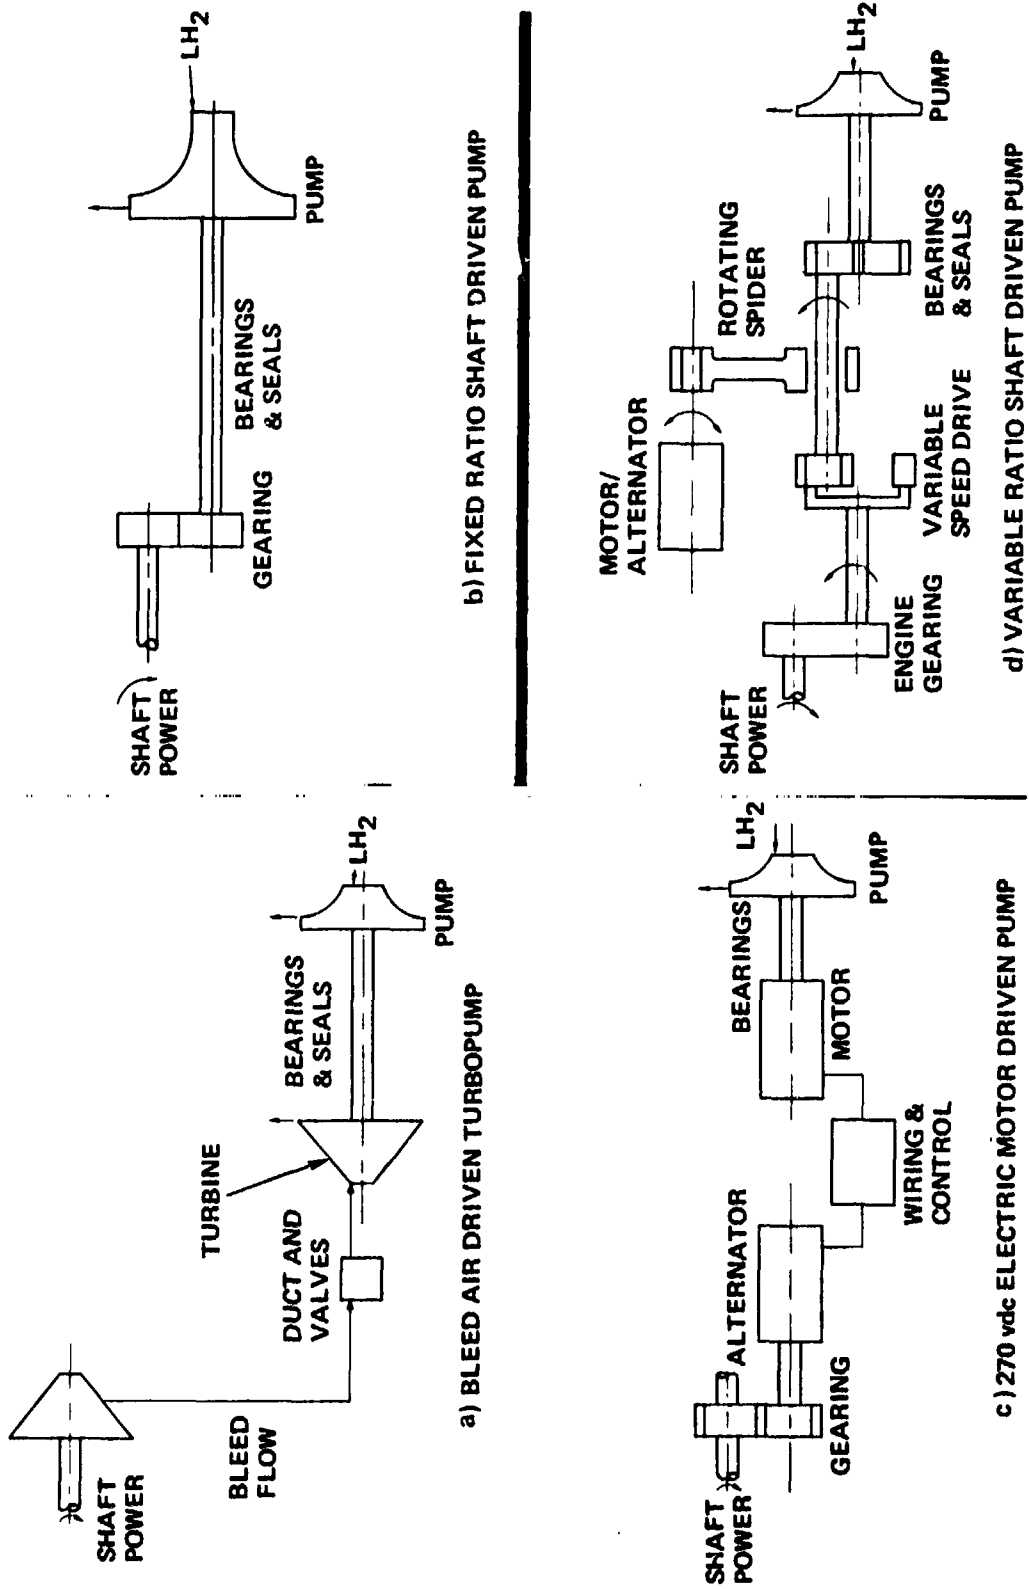 SHAFT
POWER
BLEED
FLOW
DUCT AND
VALVES
TURBINE
BEARINGS
& SEALS
PUMP
LH2
a) BLEED AIR DRIVEN TURBOPUMP
SHAFT
POWER
GEARING
BEARINGS
& SEALS
PUMP
LH2
b) FIXED RATIO SHAFT DRIVEN PUMP
SHAFT
POWER
GEARING
ALTERNATOR
WIRING &
CONTROL
MOTOR
BEARINGS
PUMP
LH2
c) 270 vdc ELECTRIC MOTOR DRIVEN PUMP
SHAFT
POWER
ENGINE
GEARING
MOTOR/
ALTERNATOR
VARIABLE
SPEED DRIVE
ROTATING
SPIDER
BEARINGS
& SEALS
PUMP
LH2
d) VARIABLE RATIO SHAFT DRIVEN PUMP